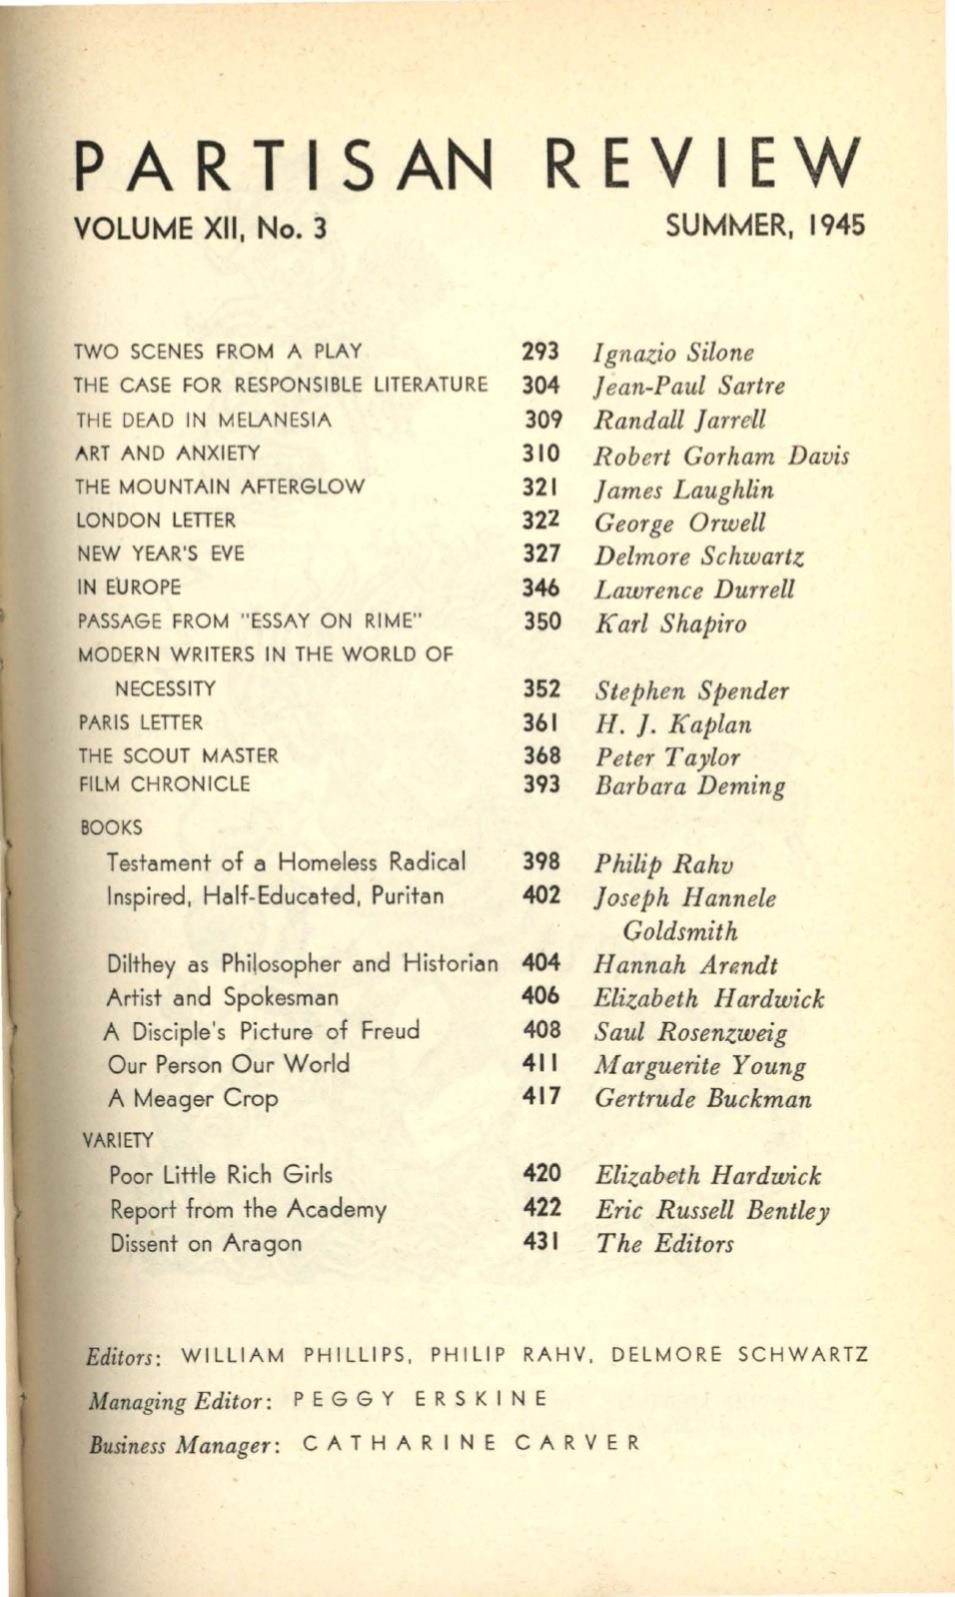 PARTISAN REVIEW
VOLUME XII, No. 3 SUMMER, 1945
TWO SCENES FROM A PLAY 293 Ignazio Silone
THE CASE FOR RESPONSIBLE LITERATURE 304 Jean-Paul Sartre
THE DEAD IN MELANESIA 309 Randall Jarrell
ART AND ANXIETY 310 Robert Gorham Davis
THE MOUNTAIN AFTERGLOW 321 James Laughlin
LONDON LETTER 322 George Orwell
NEW YEAR'S EVE 327 Delmore Schwartz
IN EUROPE 346 Lawrence Durrell
PASSAGE FROM "ESSAY ON RIME" 350 Karl Shapiro
MODERN WRITERS IN THE WORLD OF
NECESSITY 352 Stephen Spender
PARIS LETTER 361 H. J. Kaplan
THE SCOUT MASTER 368 Peter Taylor
FILM CHRONICLE 393 Barbara Deming
BOOKS
Testament of a Homeless Radical 398 Philip Rahv
Inspired, Half-Educated, Puritan 402 Joseph Hannele
Goldsmith
Dilthey as Philosopher and Historian 404 Hannah Arendt
Artist and Spokesman 406 Elizabeth Hardwick
A Disciple's Picture of Freud 408 Saul Rosenzweig
Our Person Our World 411 Marguerite Young
A Meager Crop 417 Gertrude Buckman
VARIETY
Poor Little Rich Girls 420 Elizabeth Hardwick
Report from the Academy 422 Eric Russell Bentley
Dissent on Aragon 431 The Editors
Editors: WILLIAM PHILLIPS, PHILIP RAHV, DELMORE SCHWARTZ
Managing Editor: PEGGY ERSKINE
Business Manager: CATHARINE CARVER